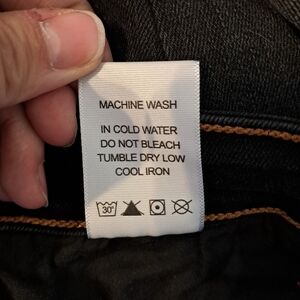 MACHINE WASH
IN COLD WATER
DO NOT BLEACH
TUMBLE DRY LOW
COOL IRON
30°